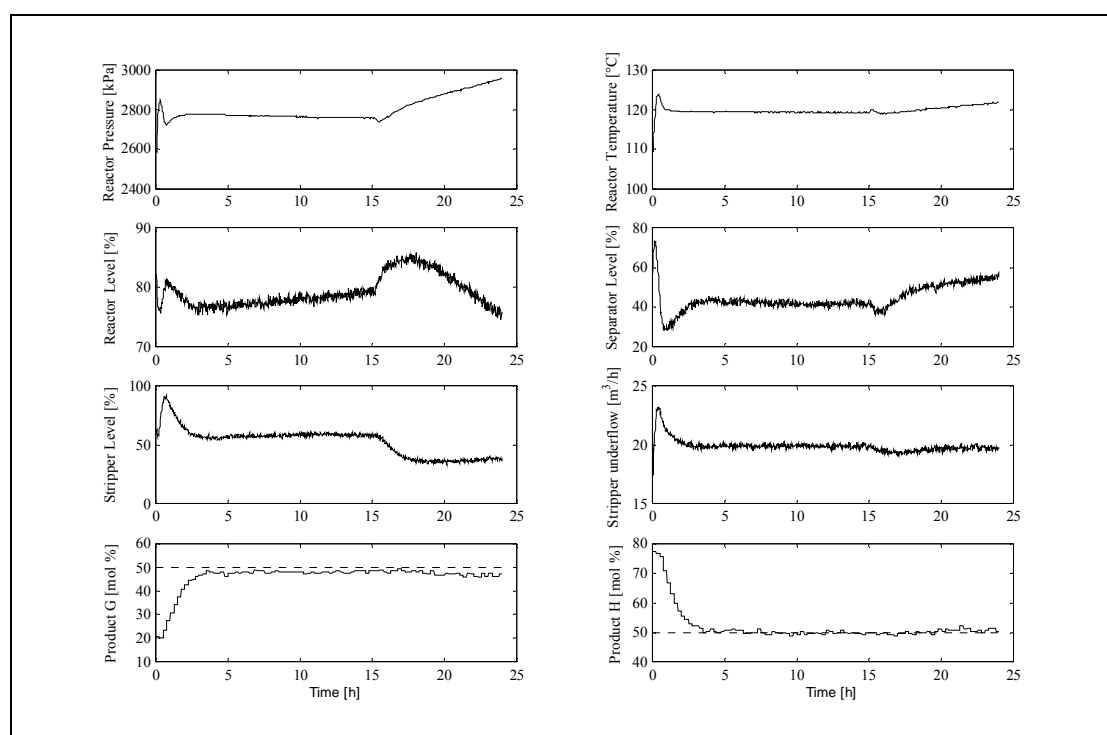 Reactor Pressure [kPa]
3000
2800
2600
2400
0 5 10 15 20 25
Reactor Temperature [°C]
130
120
110
100
0 5 10 15 20 25
Reactor Level [%]
90
80
70
0 5 10 15 20 25
Separator Level [%]
80
60
40
20
0 5 10 15 20 25
Stripper Level [%]
100
50
0
0 5 10 15 20 25
Stripper underflow [m³/h]
25
20
15
0 5 10 15 20 25
Product G [mol %]
60
50
40
30
20
10
0 5 10 15 20 25
Time [h]
Product H [mol %]
80
70
60
50
40
0 5 10 15 20 25
Time [h]